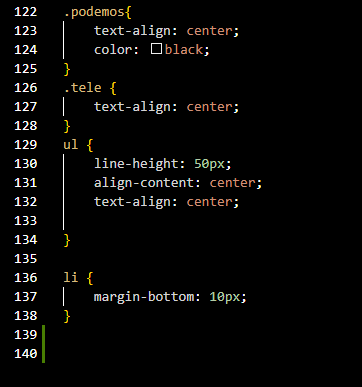 122 .podemos{
123     text-align: center;
124     color: black;
125 }
126 .tele {
127     text-align: center;
128 }
129 ul {
130     line-height: 50px;
131     align-content: center;
132     text-align: center;
133
134 }
135
136 li {
137     margin-bottom: 10px;
138 }
139
140